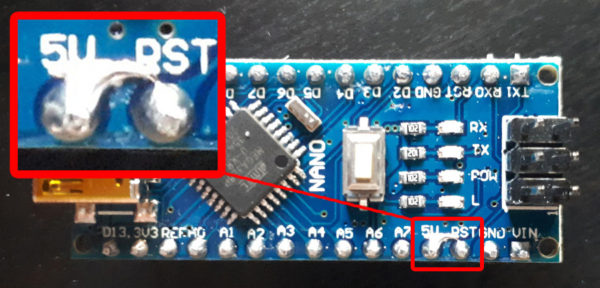 5V RST
D6 D5 D4 D3 D2 GND RST RX0 TX1
RX
TX
POW
L
NANO
D13 3V3 REF A0 A1 A2 A3 A4 A5 A6 A7 5V RST GND VIN
1